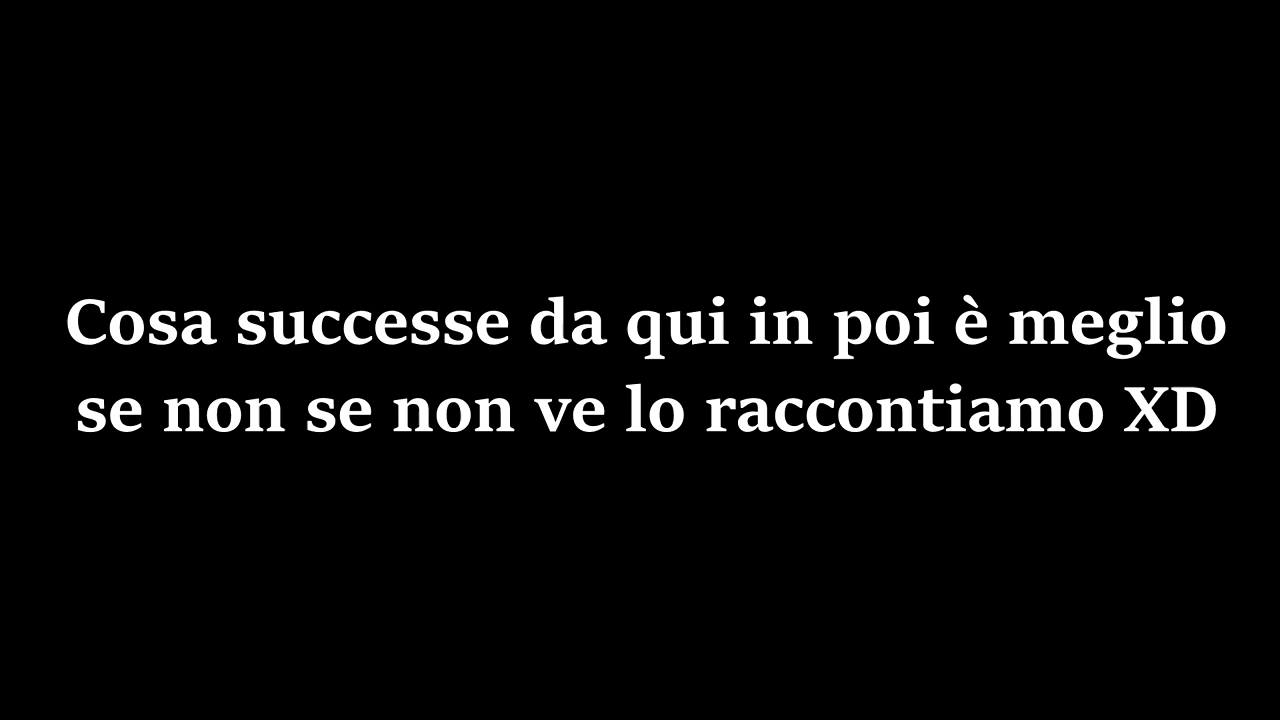 Cosa successe da qui in poi è meglio
se non se non ve lo raccontiamo XD